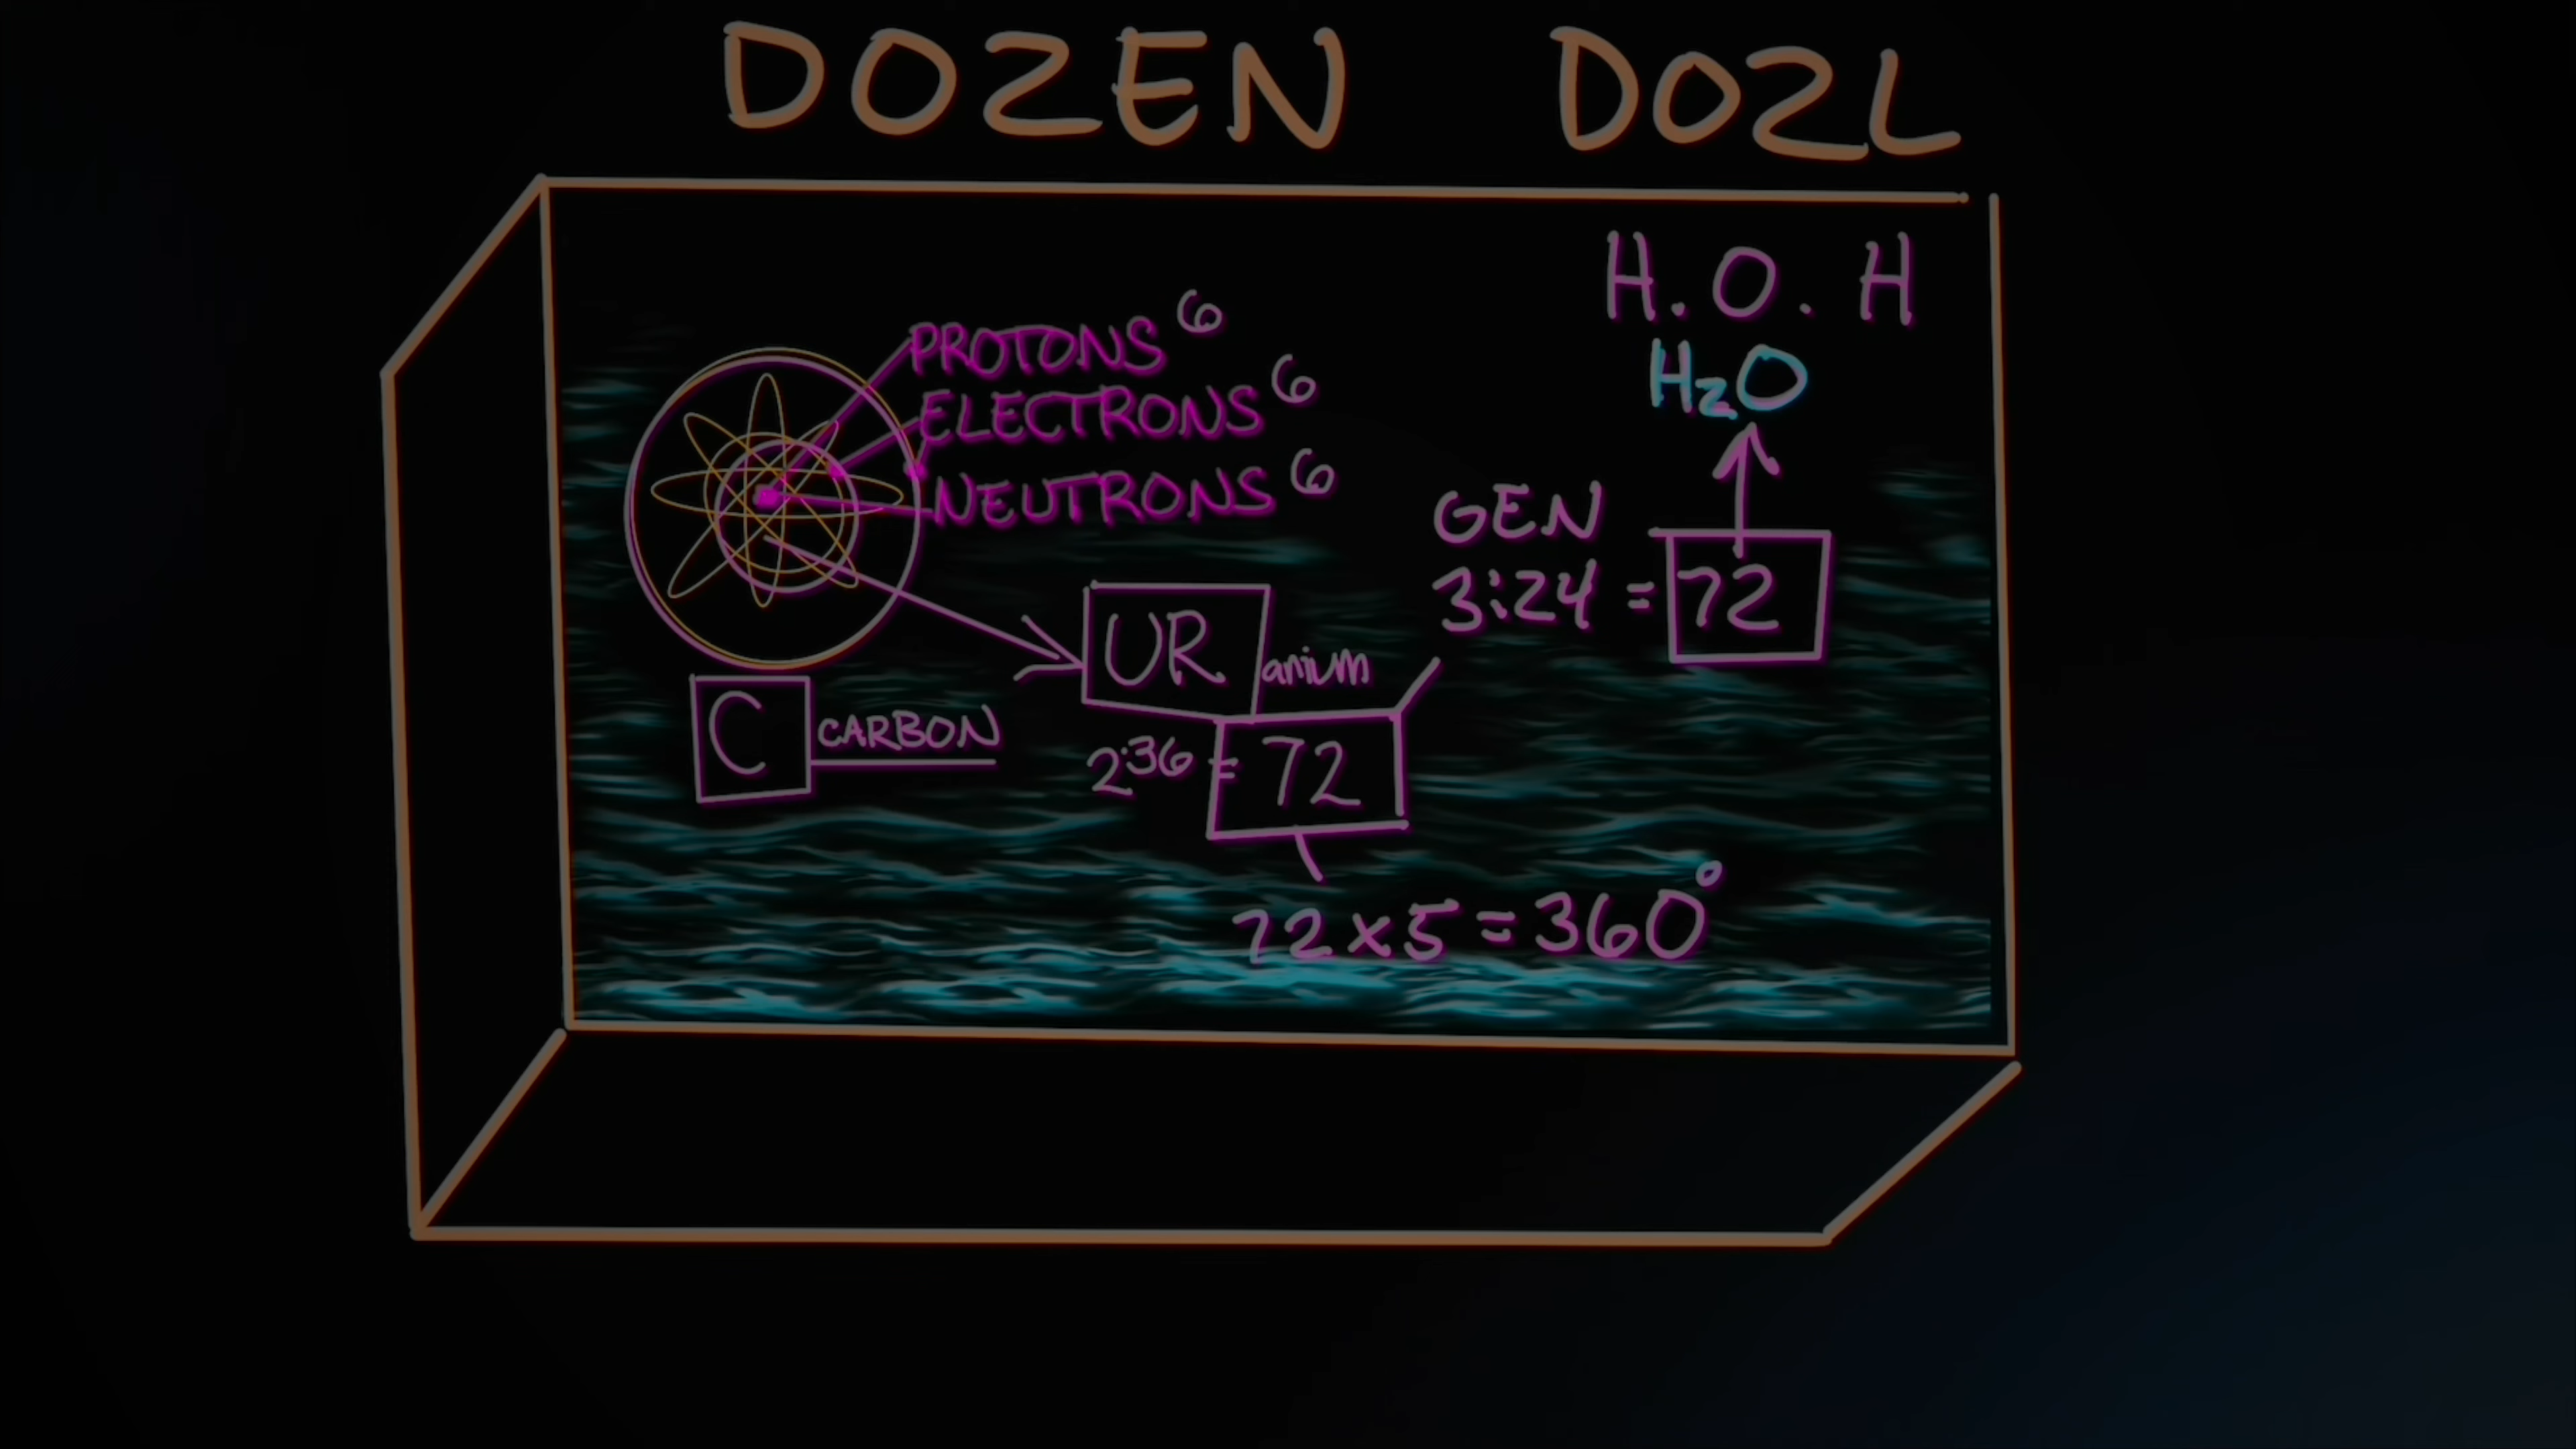 DOZEN DOZL
H.O.H
H2O
PROTONS 6
ELECTRONS 6
NEUTRONS 6
GEN
3:24 = 72
UR anium
C CARBON
2:36 = 72
72 x 5 = 360°